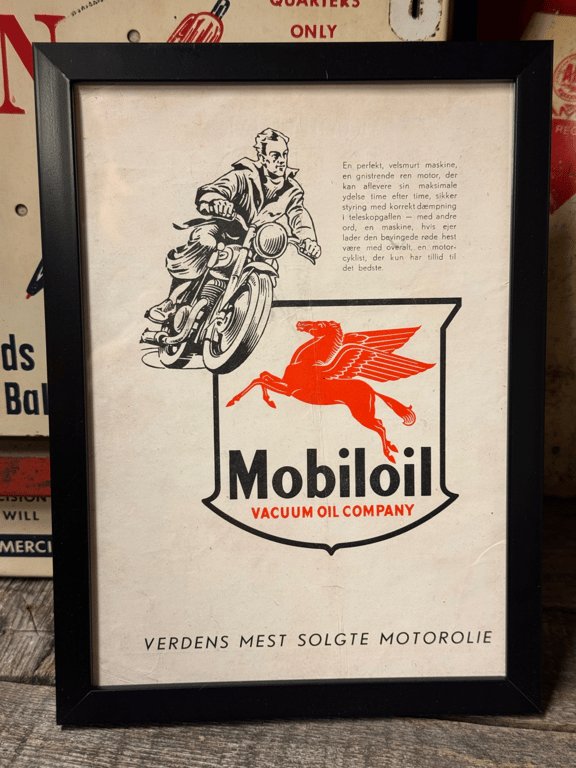 QUARTERS
ONLY
N
En perfekt, velsmurt maskine,
en gnistrende ren motor, der
kan aflevere sin maksimale
ydelse time efter time, sikker
styring med korrekt dæmpning
i teleskopgaflen — med andre
ord, en maskine, hvis ejer
lader den bevingede røde hest
være med overalt, en motor-
cyklist, der kun har tillid til
det bedste.
ds
Bal
Mobiloil
VACUUM OIL COMPANY
CISION
WILL
MERCI
VERDENS MEST SOLGTE MOTOROLIE